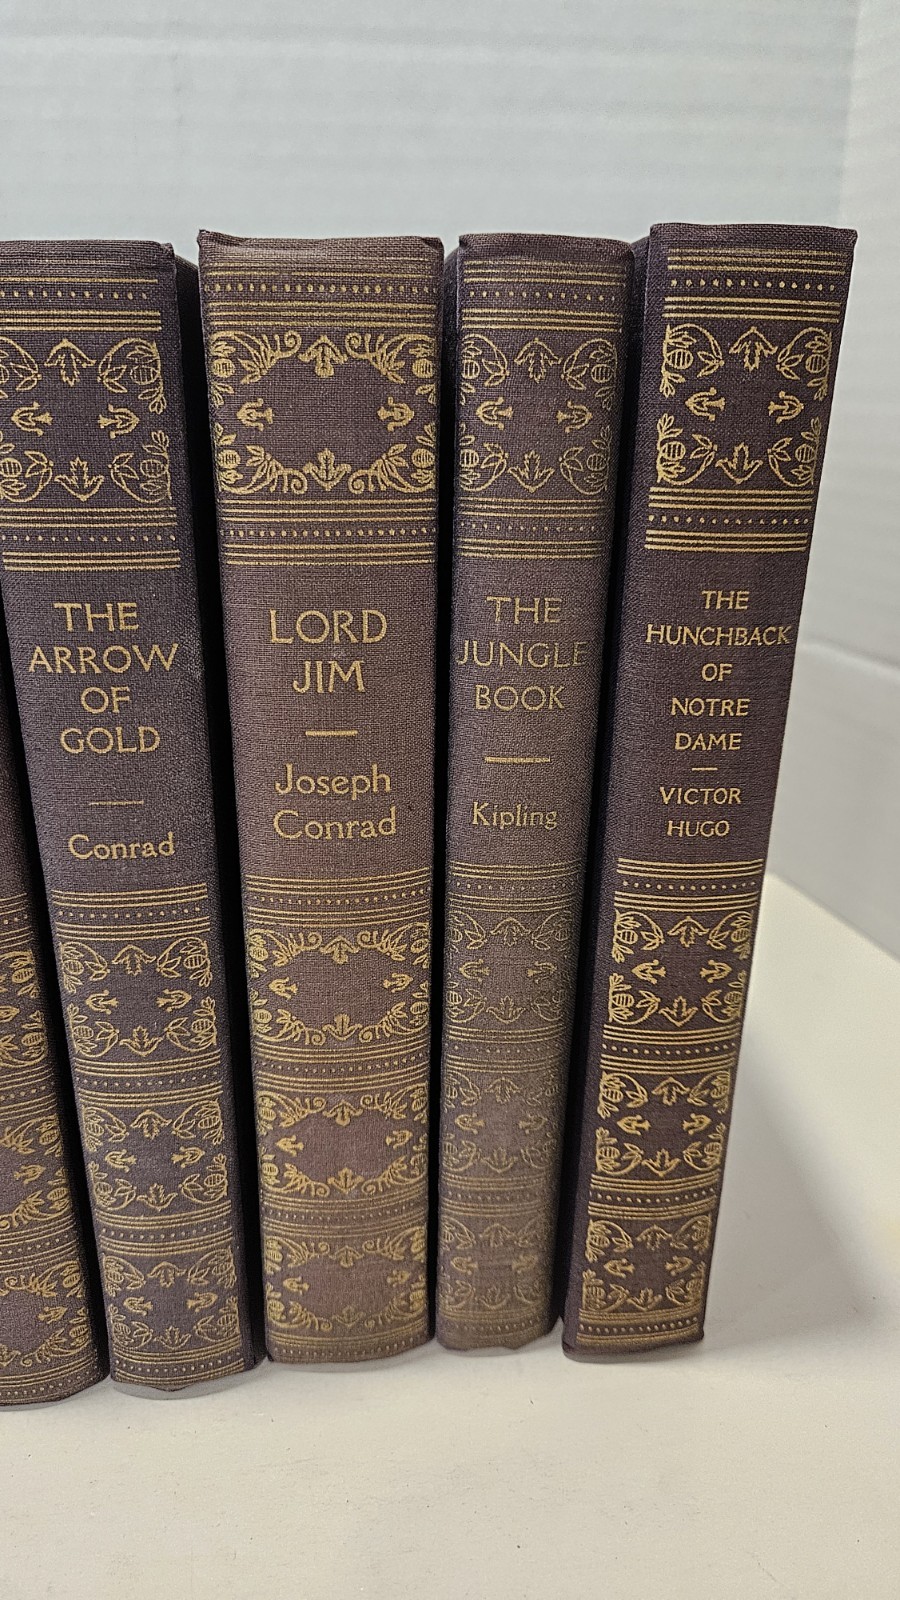 THE
ARROW
OF
GOLD
Conrad
LORD
JIM
Joseph
Conrad
THE
JUNGLE
BOOK
Kipling
THE
HUNCHBACK
OF
NOTRE
DAME
VICTOR
HUGO